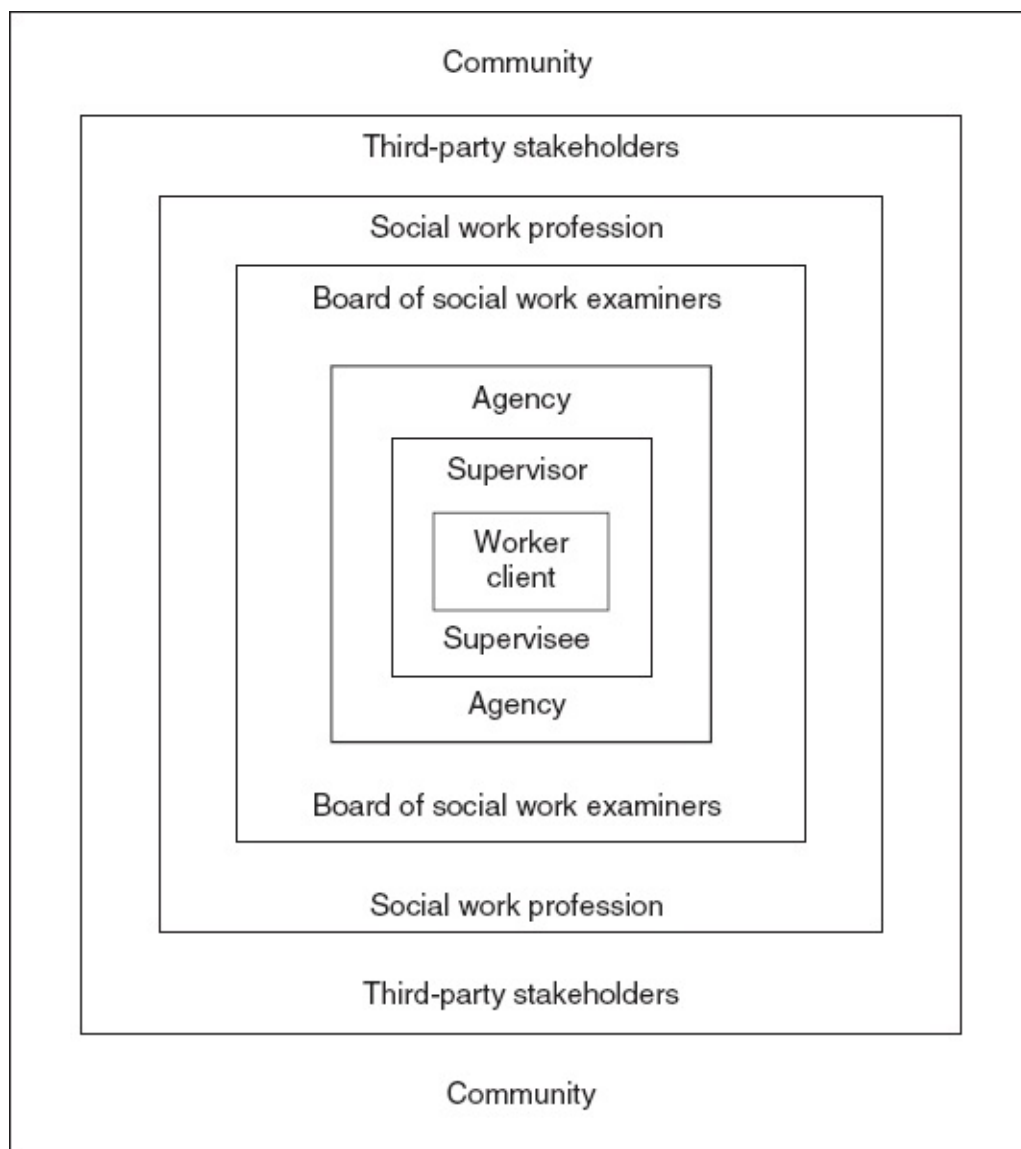 Community
Third-party stakeholders
Social work profession
Board of social work examiners
Agency
Supervisor
Worker
client
Supervisee
Agency
Board of social work examiners
Social work profession
Third-party stakeholders
Community